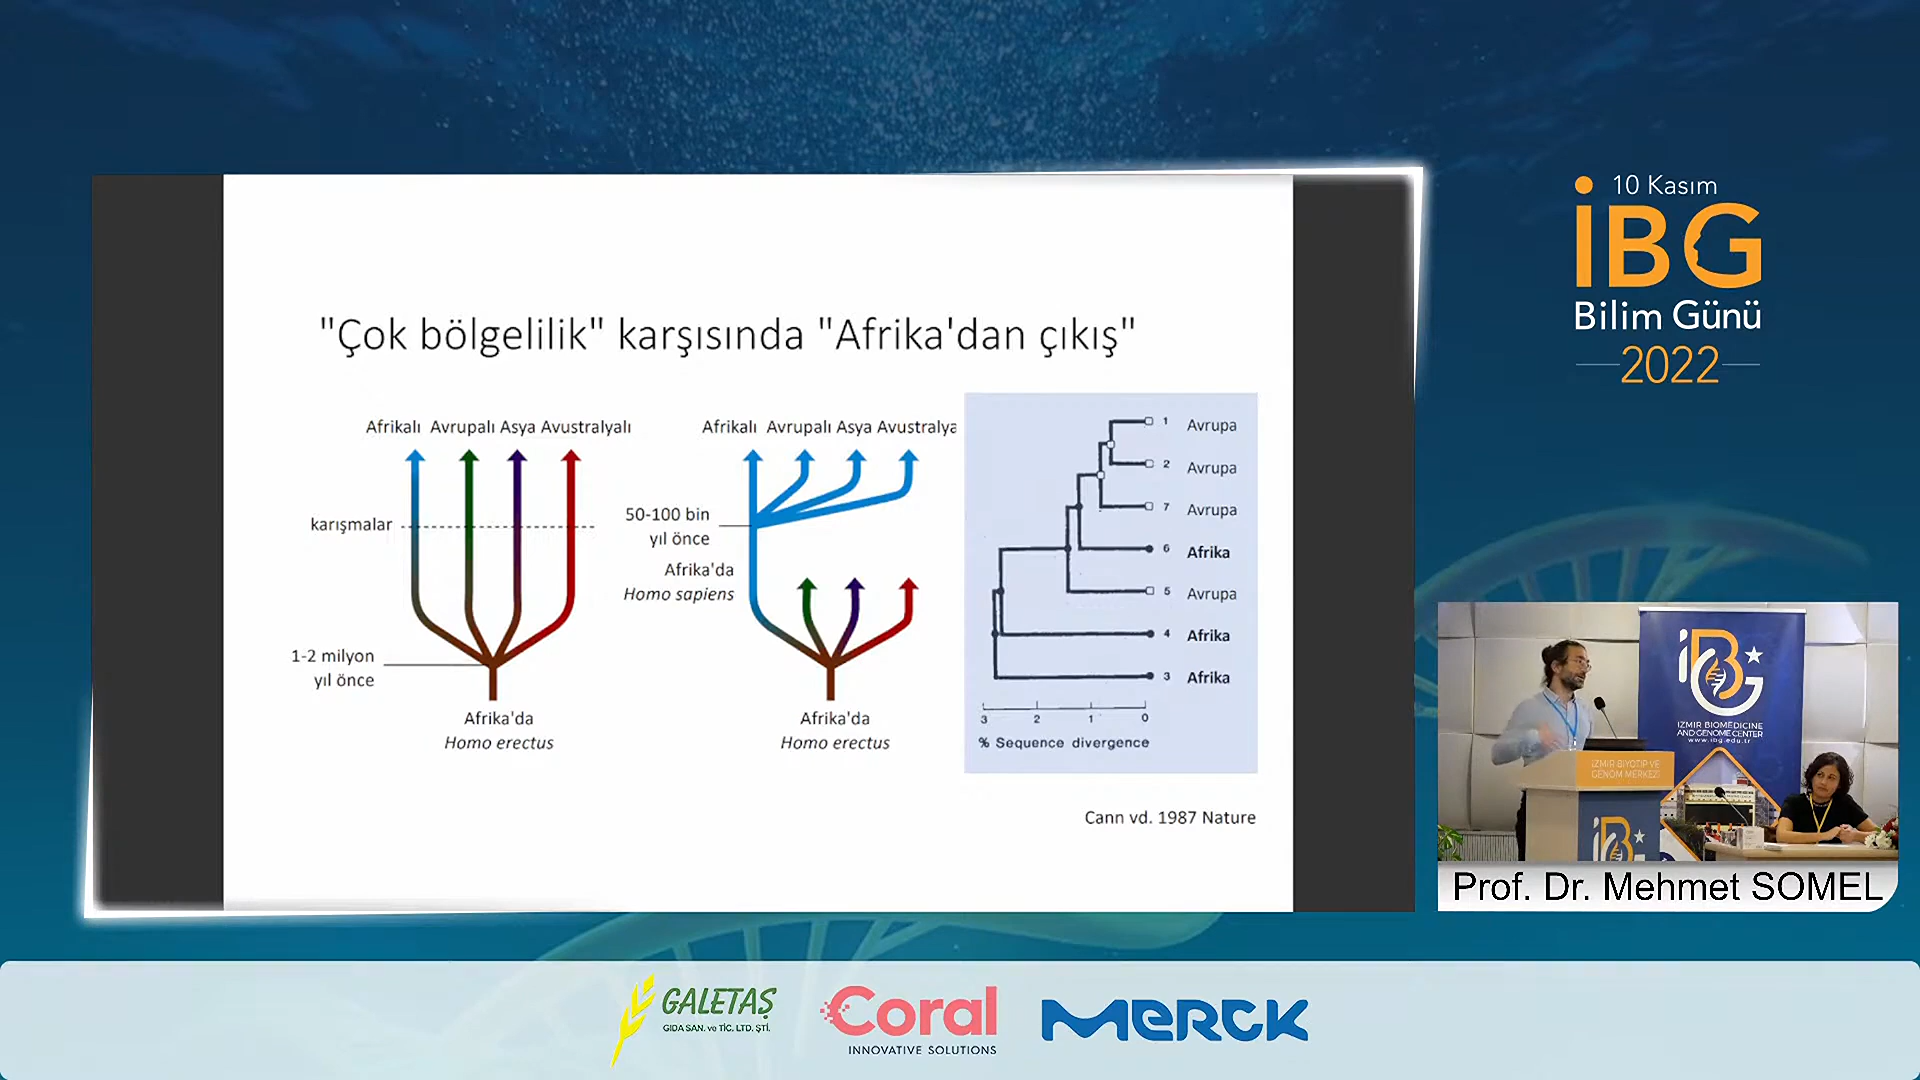 10 Kasım
İBG
Bilim Günü
2022
"Çok bölgelilik" karşısında "Afrika'dan çıkış"
Afrikalı Avrupalı Asya Avustralyalı
karışmalar
1-2 milyon
yıl önce
Afrika'da
Homo erectus
Afrikalı Avrupalı Asya Avustralya
50-100 bin
yıl önce
Afrika'da
Homo sapiens
Afrika'da
Homo erectus
1 Avrupa
2 Avrupa
7 Avrupa
6 Afrika
5 Avrupa
4 Afrika
3 Afrika
3 2 1 0
% Sequence divergence
Cann vd. 1987 Nature
İBG
IZMIR BIOMEDICINE
AND GENOME CENTER
www.ibg.edu.tr
İZMİR BİYOTIP VE
GENOM MERKEZİ
Prof. Dr. Mehmet SOMEL
GALETAŞ
GIDA SAN. ve TİC. LTD. ŞTİ.
Coral
INNOVATIVE SOLUTIONS
MERCK